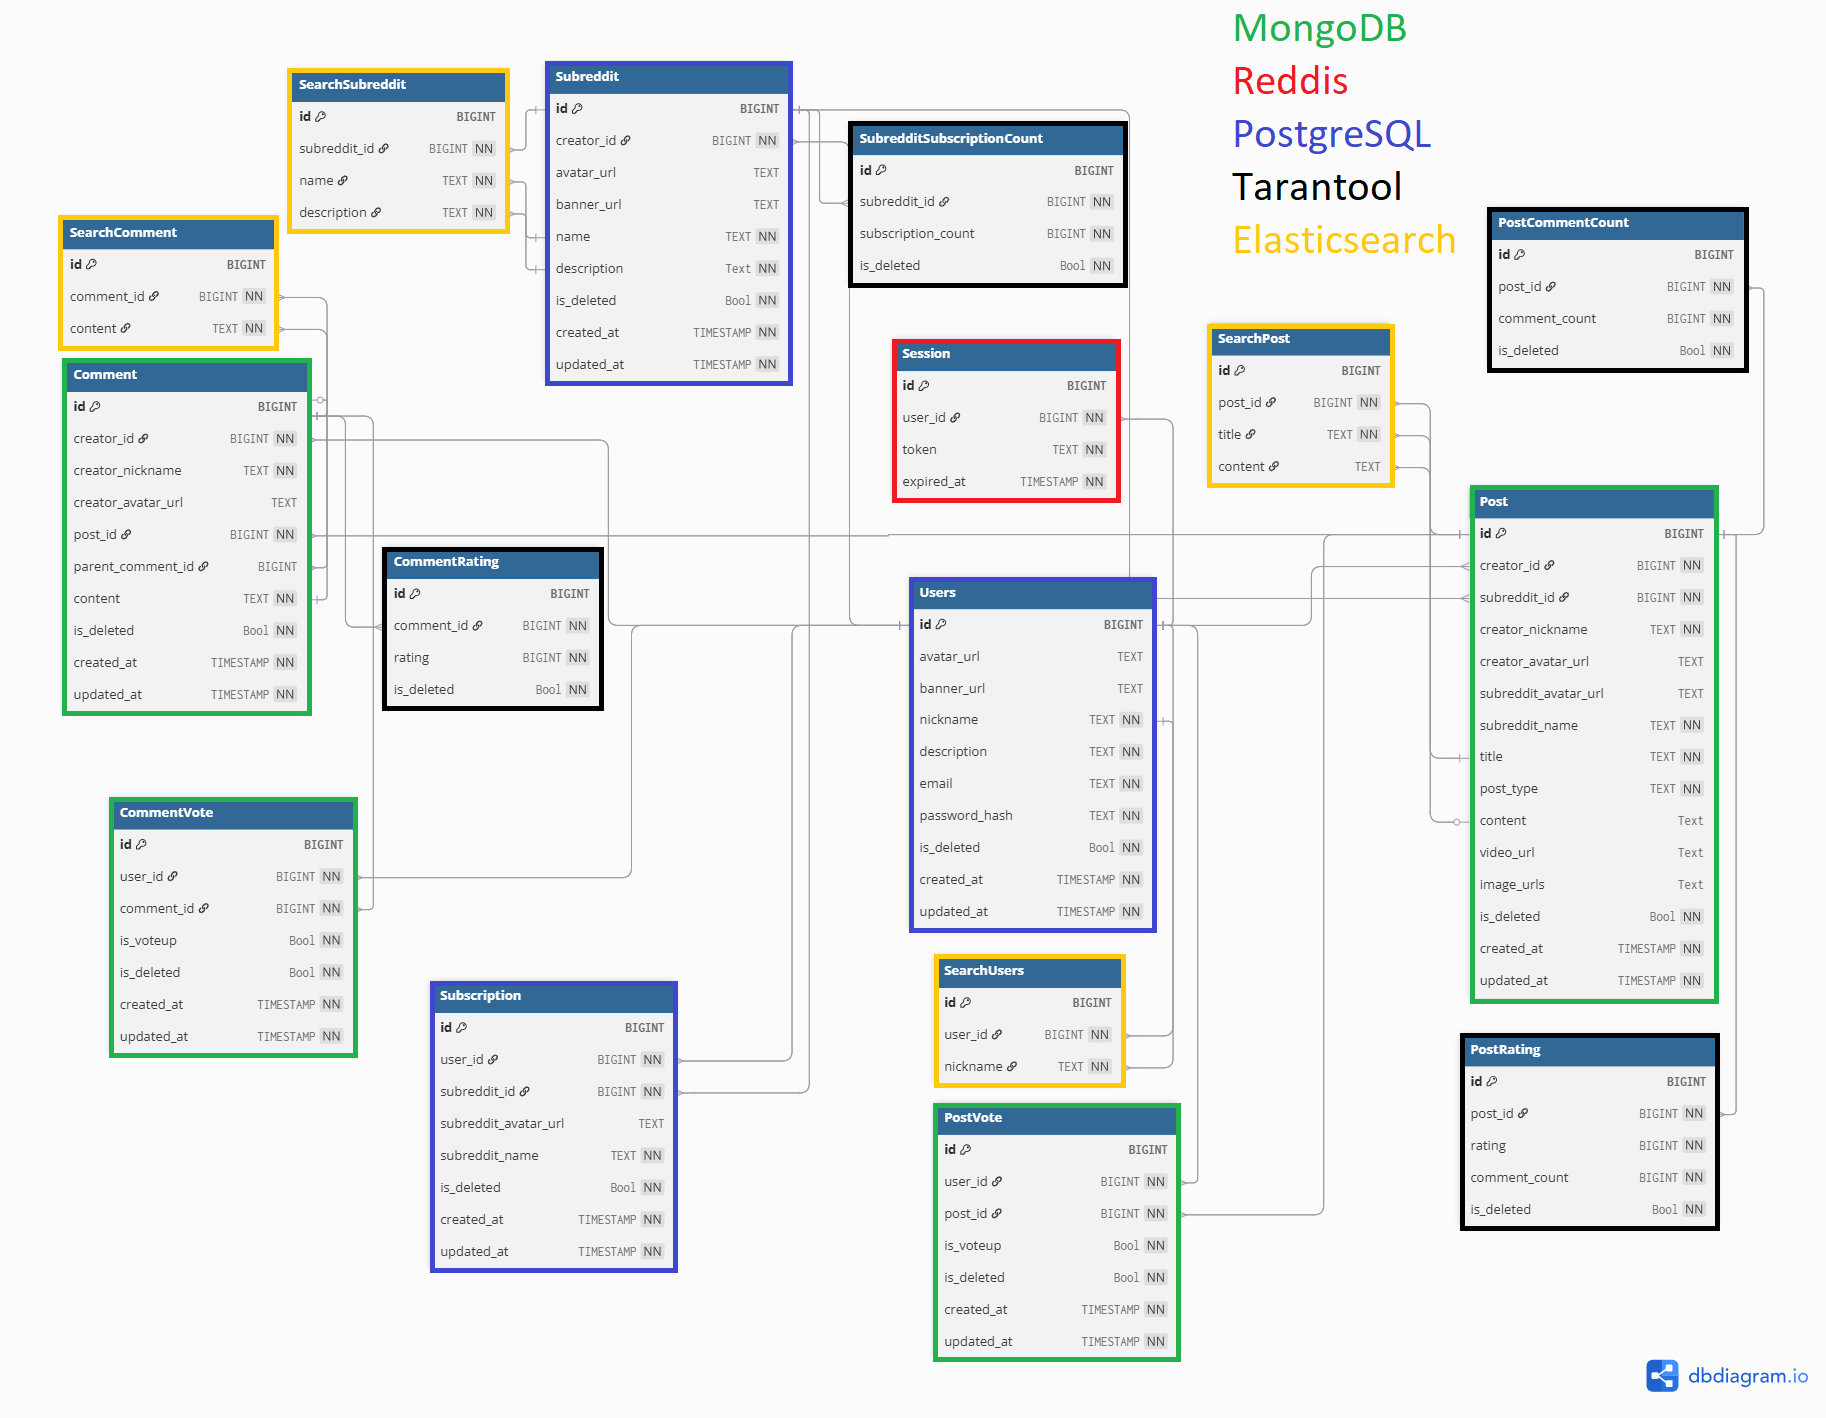 MongoDB
Reddis
PostgreSQL
Tarantool
Elasticsearch
SearchSubreddit
id BIGINT
subreddit_id BIGINT NN
name TEXT NN
description TEXT NN
Subreddit
id BIGINT
creator_id BIGINT NN
avatar_url TEXT
banner_url TEXT
name TEXT NN
description Text NN
is_deleted Bool NN
created_at TIMESTAMP NN
updated_at TIMESTAMP NN
SubredditSubscriptionCount
id BIGINT
subreddit_id BIGINT NN
subscription_count BIGINT NN
is_deleted Bool NN
PostCommentCount
id BIGINT
post_id BIGINT NN
comment_count BIGINT NN
is_deleted Bool NN
SearchComment
id BIGINT
comment_id BIGINT NN
content TEXT NN
Comment
id BIGINT
creator_id BIGINT NN
creator_nickname TEXT NN
creator_avatar_url TEXT
post_id BIGINT NN
parent_comment_id BIGINT
content TEXT NN
is_deleted Bool NN
created_at TIMESTAMP NN
updated_at TIMESTAMP NN
Session
id BIGINT
user_id BIGINT NN
token TEXT NN
expired_at TIMESTAMP NN
SearchPost
id BIGINT
post_id BIGINT NN
title TEXT NN
content TEXT
Post
id BIGINT
creator_id BIGINT NN
subreddit_id BIGINT NN
creator_nickname TEXT NN
creator_avatar_url TEXT
subreddit_avatar_url TEXT
subreddit_name TEXT NN
title TEXT NN
post_type TEXT NN
content Text
video_url Text
image_urls Text
is_deleted Bool NN
created_at TIMESTAMP NN
updated_at TIMESTAMP NN
CommentRating
id BIGINT
comment_id BIGINT NN
rating BIGINT NN
is_deleted Bool NN
Users
id BIGINT
avatar_url TEXT
banner_url TEXT
nickname TEXT NN
description TEXT NN
email TEXT NN
password_hash TEXT NN
is_deleted Bool NN
created_at TIMESTAMP NN
updated_at TIMESTAMP NN
CommentVote
id BIGINT
user_id BIGINT NN
comment_id BIGINT NN
is_voteup Bool NN
is_deleted Bool NN
created_at TIMESTAMP NN
updated_at TIMESTAMP NN
Subscription
id BIGINT
user_id BIGINT NN
subreddit_id BIGINT NN
subreddit_avatar_url TEXT
subreddit_name TEXT NN
is_deleted Bool NN
created_at TIMESTAMP NN
updated_at TIMESTAMP NN
SearchUsers
id BIGINT
user_id BIGINT NN
nickname TEXT NN
PostVote
id BIGINT
user_id BIGINT NN
post_id BIGINT NN
is_voteup Bool NN
is_deleted Bool NN
created_at TIMESTAMP NN
updated_at TIMESTAMP NN
PostRating
id BIGINT
post_id BIGINT NN
rating BIGINT NN
comment_count BIGINT NN
is_deleted Bool NN
dbdiagram.io